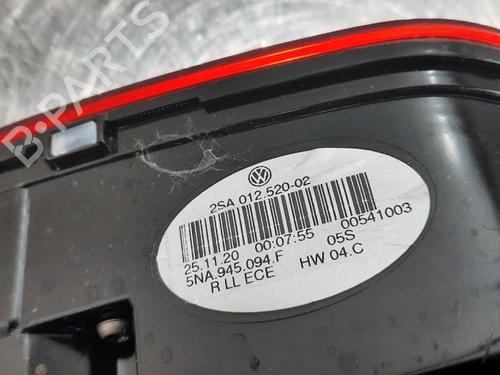 B-PARTS
2SA 012.520-02
00541003
25.11.20 00:07:55 05S
5NA.945.094.F HW 04.C
R LL ECE
B-PARTS